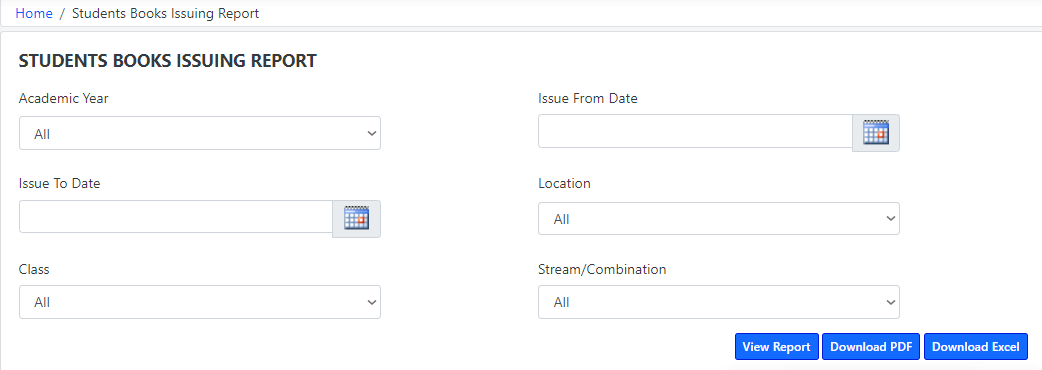 Home / Students Books Issuing Report
STUDENTS BOOKS ISSUING REPORT
Academic Year
All
Issue From Date
Issue To Date
Location
All
Class
All
Stream/Combination
All
View Report
Download PDF
Download Excel